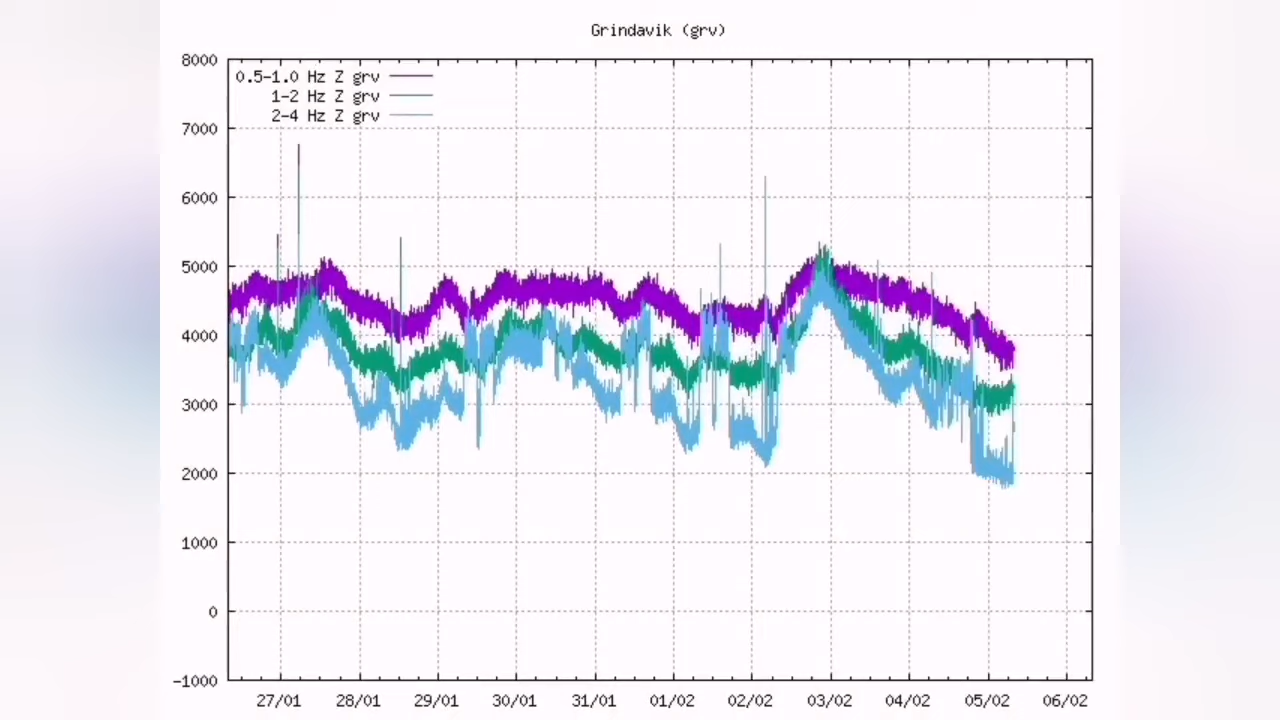 Grindavik (grv)
8000
0.5-1.0 Hz Z grv
1-2 Hz Z grv
2-4 Hz Z grv
7000
6000
5000
4000
3000
2000
1000
0
-1000
27/01 28/01 29/01 30/01 31/01 01/02 02/02 03/02 04/02 05/02 06/02